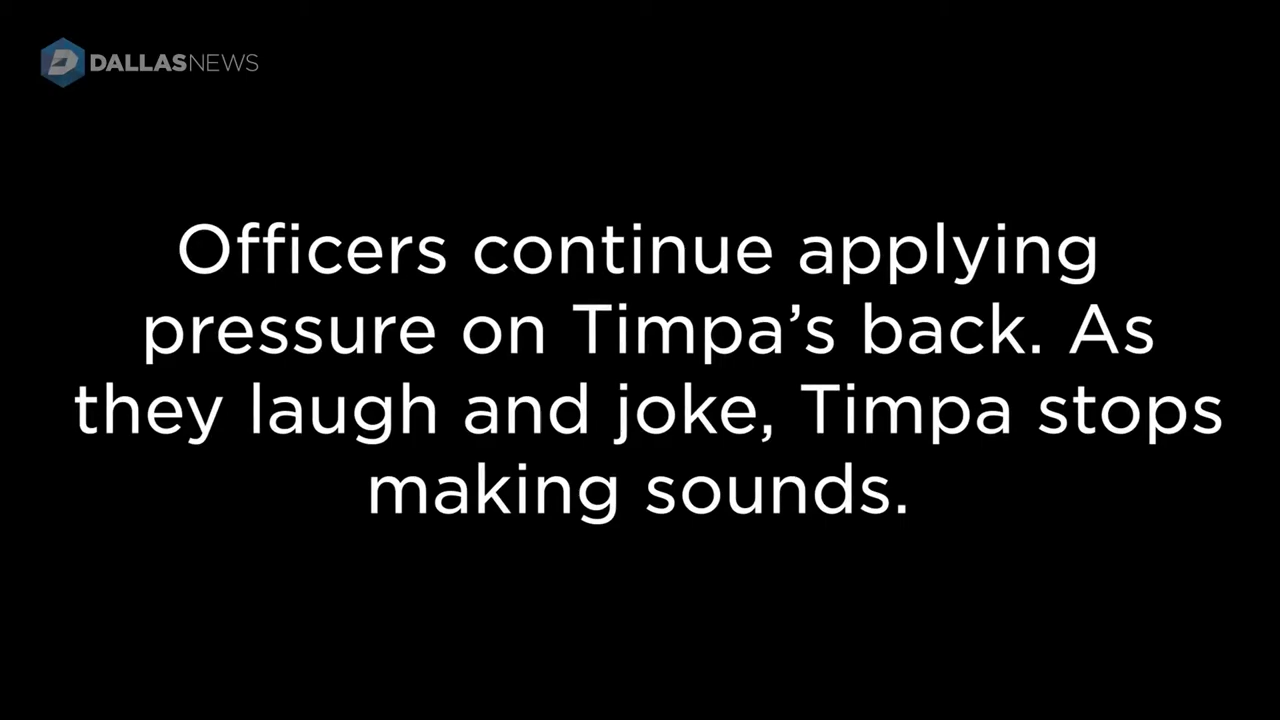 DALLASNEWS
Officers continue applying
pressure on Timpa’s back. As
they laugh and joke, Timpa stops
making sounds.